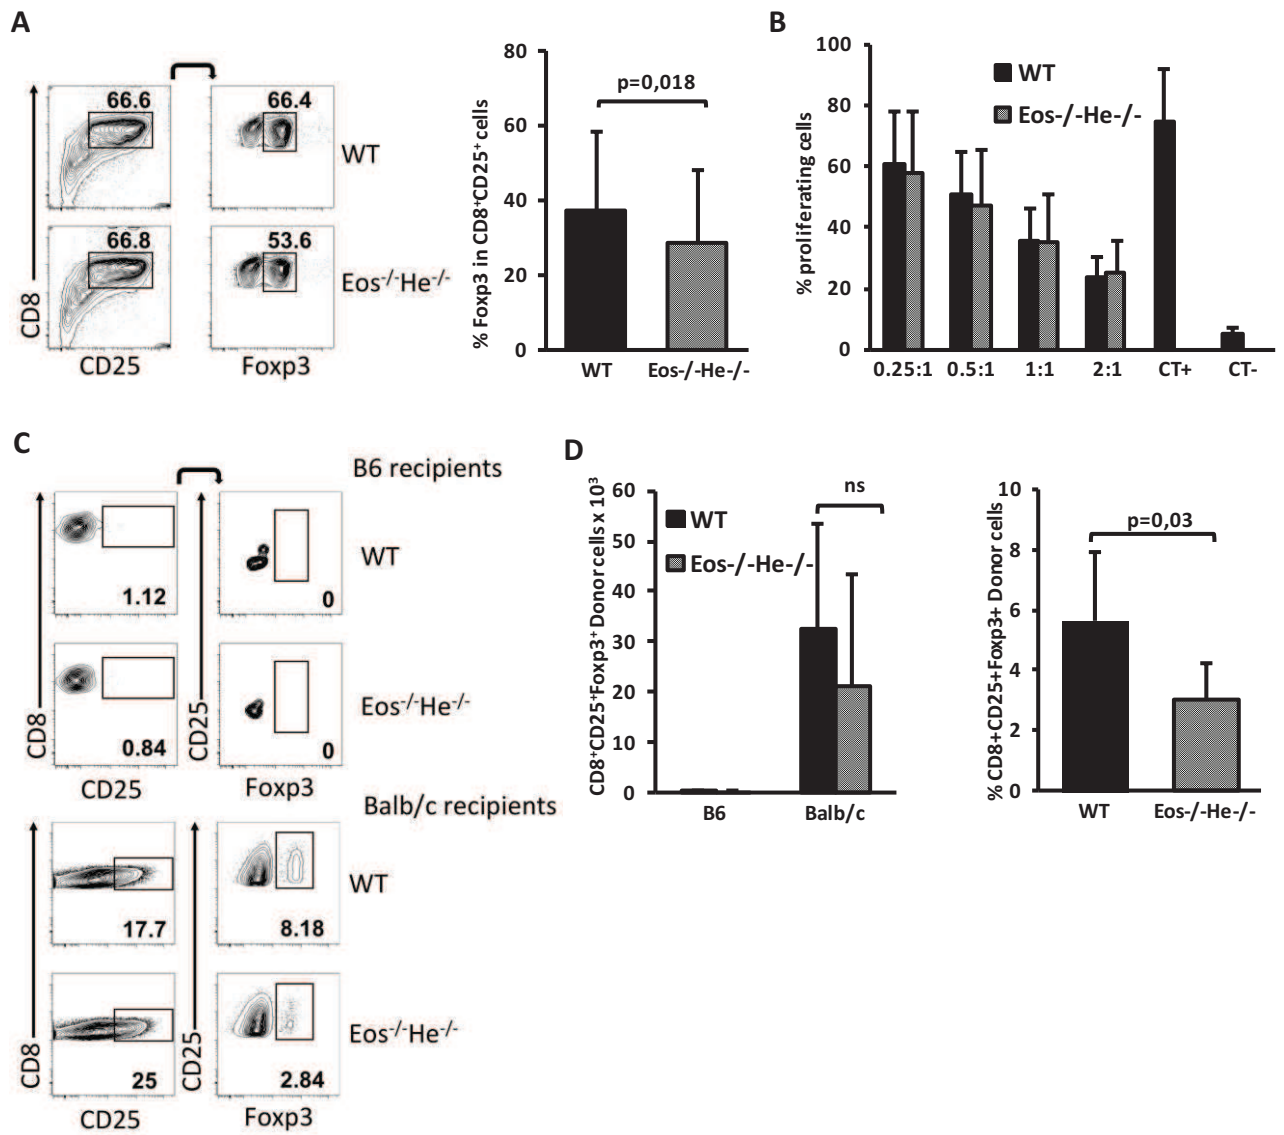 A
66.6
66.4
WT
66.8
53.6
Eos-/-He-/-
CD8
CD25
Foxp3
% Foxp3 in CD8+CD25+ cells
80
60
40
20
0
p=0,018
WT
Eos-/-He-/-
B
% proliferating cells
100
80
60
40
20
0
WT
Eos-/-He-/-
0.25:1
0.5:1
1:1
2:1
CT+
CT-
C
B6 recipients
WT
1.12
0
Eos-/-He-/-
0.84
0
CD8
CD25
CD25
Foxp3
Balb/c recipients
WT
17.7
8.18
Eos-/-He-/-
25
2.84
CD8
CD25
CD25
Foxp3
D
CD8+CD25+Foxp3+ Donor cells x 10³
60
50
40
30
20
10
0
WT
Eos-/-He-/-
ns
B6
Balb/c
% CD8+CD25+Foxp3+ Donor cells
10
8
6
4
2
0
p=0,03
WT
Eos-/-He-/-